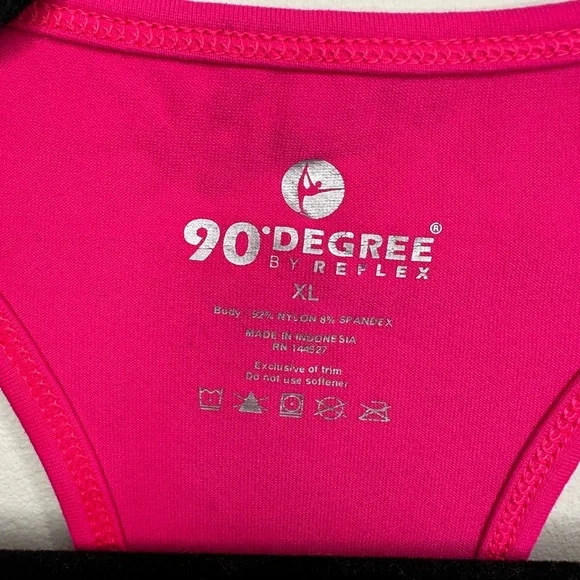 90°DEGREE®
BY REFLEX
XL
Body: 92% NYLON 8% SPANDEX
MADE IN INDONESIA
RN 144527
Exclusive of trim
Do not use softener